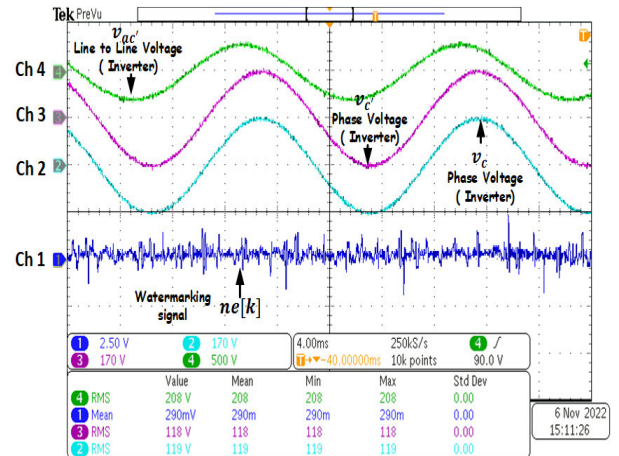 Tek PreVu
T
T
v_ac′
Line to Line Voltage
( Inverter)
Ch 4
4
Ch 3
3
v_c′
Phase Voltage
( Inverter)
Ch 2
2
v_c
Phase Voltage
( Inverter)
Ch 1
1
Watermarking
signal
ne[k]
1 2.50 V 2 170 V
3 170 V 4 500 V
4.00ms 250kS/s 4
T→▼−40.00000ms 10k points 90.0 V
Value Mean Min Max Std Dev
4 RMS 208 V 208 208 208 0.00
1 Mean 290mV 290m 290m 290m 0.00
3 RMS 118 V 118 118 118 0.00
2 RMS 119 V 119 119 119 0.00
6 Nov 2022
15:11:26